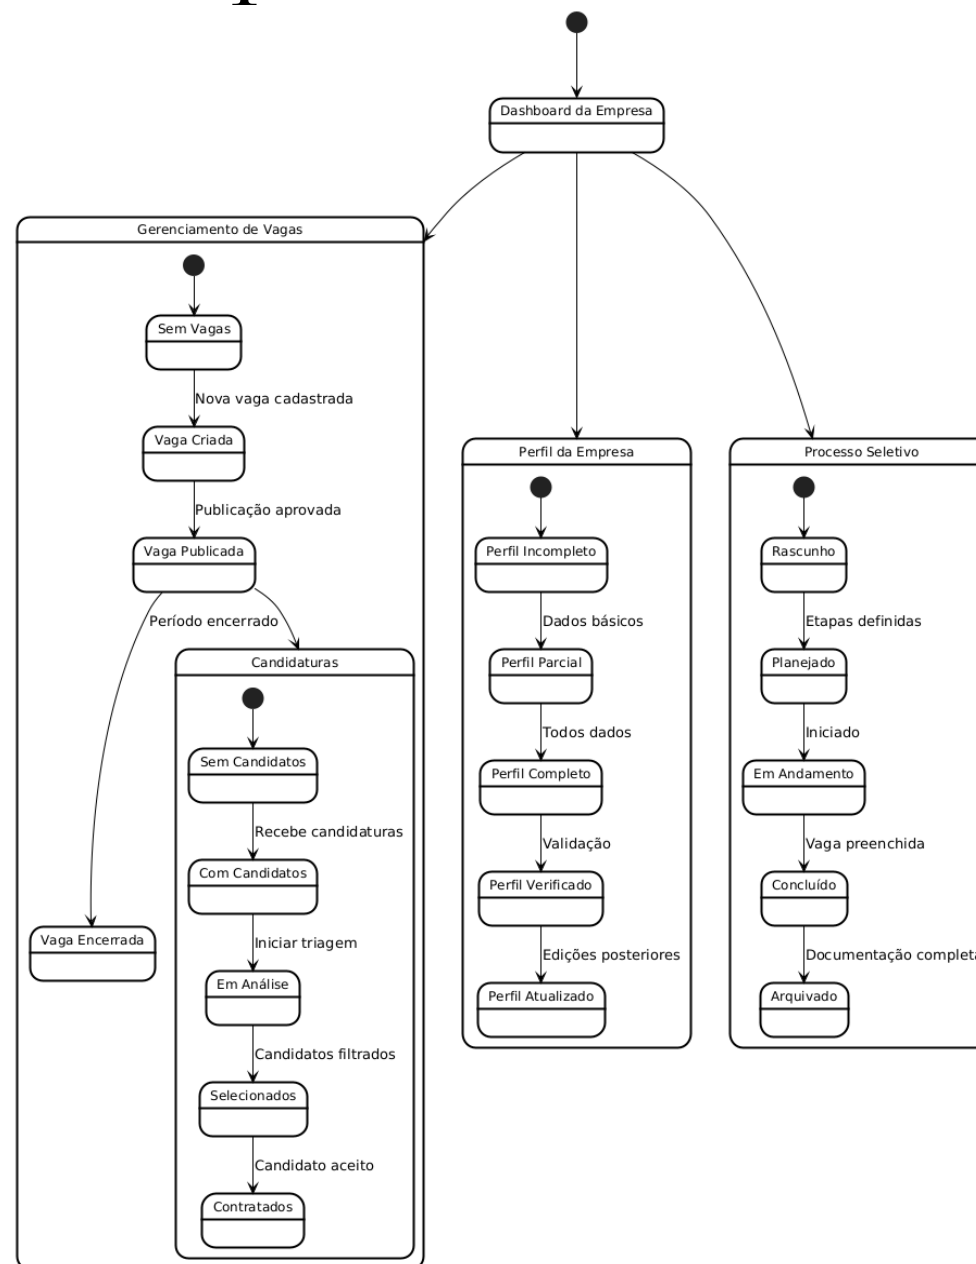 Dashboard da Empresa
Gerenciamento de Vagas
Sem Vagas
Nova vaga cadastrada
Vaga Criada
Publicação aprovada
Vaga Publicada
Período encerrado
Candidaturas
Sem Candidatos
Recebe candidaturas
Com Candidatos
Iniciar triagem
Vaga Encerrada
Em Análise
Candidatos filtrados
Selecionados
Candidato aceito
Contratados
Perfil da Empresa
Perfil Incompleto
Dados básicos
Perfil Parcial
Todos dados
Perfil Completo
Validação
Perfil Verificado
Edições posteriores
Perfil Atualizado
Processo Seletivo
Rascunho
Etapas definidas
Planejado
Iniciado
Em Andamento
Vaga preenchida
Concluído
Documentação completa
Arquivado